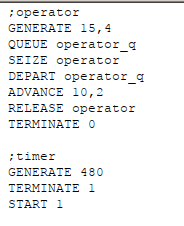 ;operator
GENERATE 15,4
QUEUE operator_q
SEIZE operator
DEPART operator_q
ADVANCE 10,2
RELEASE operator
TERMINATE 0
;timer
GENERATE 480
TERMINATE 1
START 1